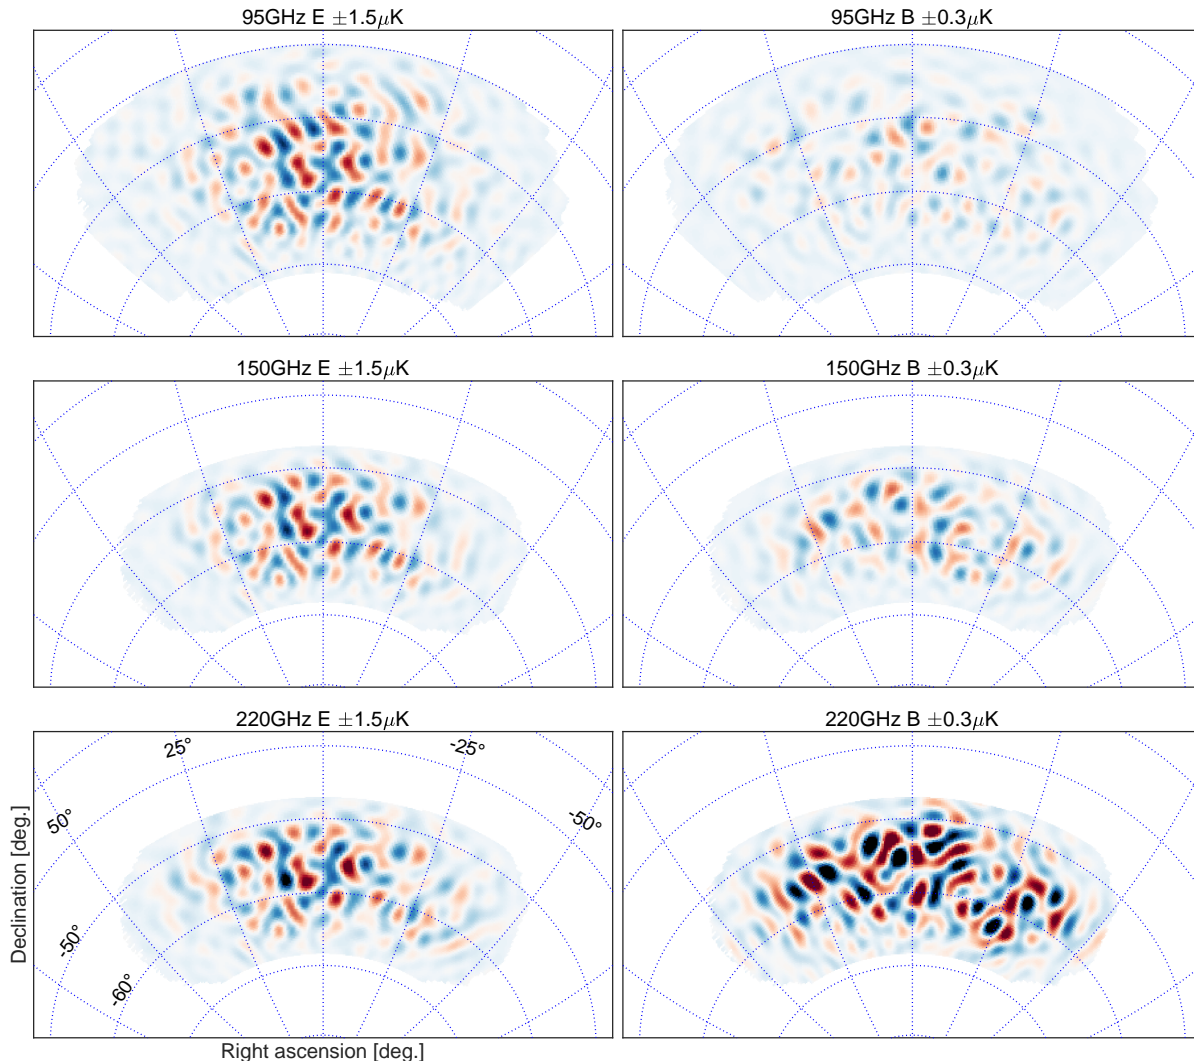 95GHz E ±1.5μK
95GHz B ±0.3μK
150GHz E ±1.5μK
150GHz B ±0.3μK
220GHz E ±1.5μK
220GHz B ±0.3μK
25°
-25°
50°
-50°
-50°
-60°
Declination [deg.]
Right ascension [deg.]